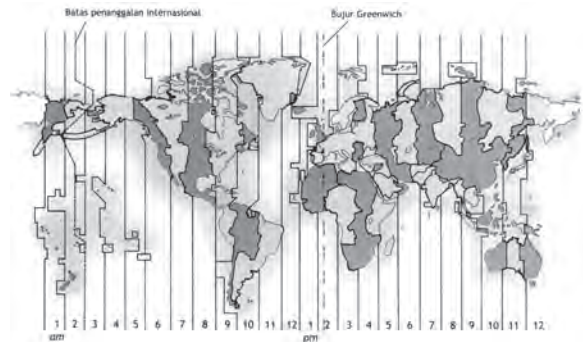 Batas penanggalan Internasional
Bujur Greenwich
1 2 3 4 5 6 7 8 9 10 11 12 1 2 3 4 5 6 7 8 9 10 11 12
am pm